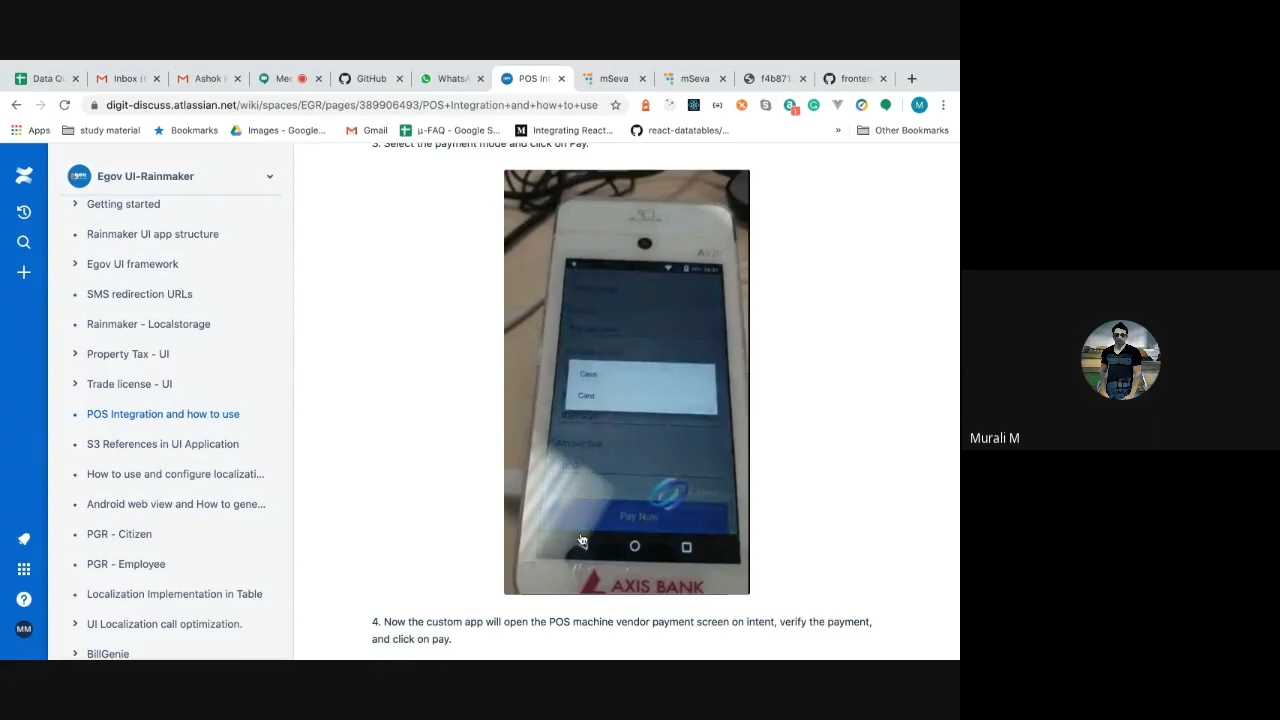 Data Qu
Inbox (
Ashok
Mee
GitHub
WhatsA
POS Int
mSeva
mSeva
f4b871
fronten
digit-discuss.atlassian.net/wiki/spaces/EGR/pages/389906493/POS+Integration+and+how+to+use
Apps
study material
Bookmarks
Images - Google...
Gmail
μ-FAQ - Google S...
Integrating React...
react-datatables/...
»
Other Bookmarks
3. Select the payment mode and click on Pay.
Egov UI-Rainmaker
Getting started
Rainmaker UI app structure
Egov UI framework
SMS redirection URLs
Rainmaker - Localstorage
Property Tax - UI
Trade license - UI
POS Integration and how to use
S3 References in UI Application
How to use and configure localizati...
Android web view and How to gene...
PGR - Citizen
PGR - Employee
Localization Implementation in Table
UI Localization call optimization.
BillGenie
MM
Cash
Card
Amount Due
Pay Now
AXIS BANK
4. Now the custom app will open the POS machine vendor payment screen on intent, verify the payment,
and click on pay.
Murali M